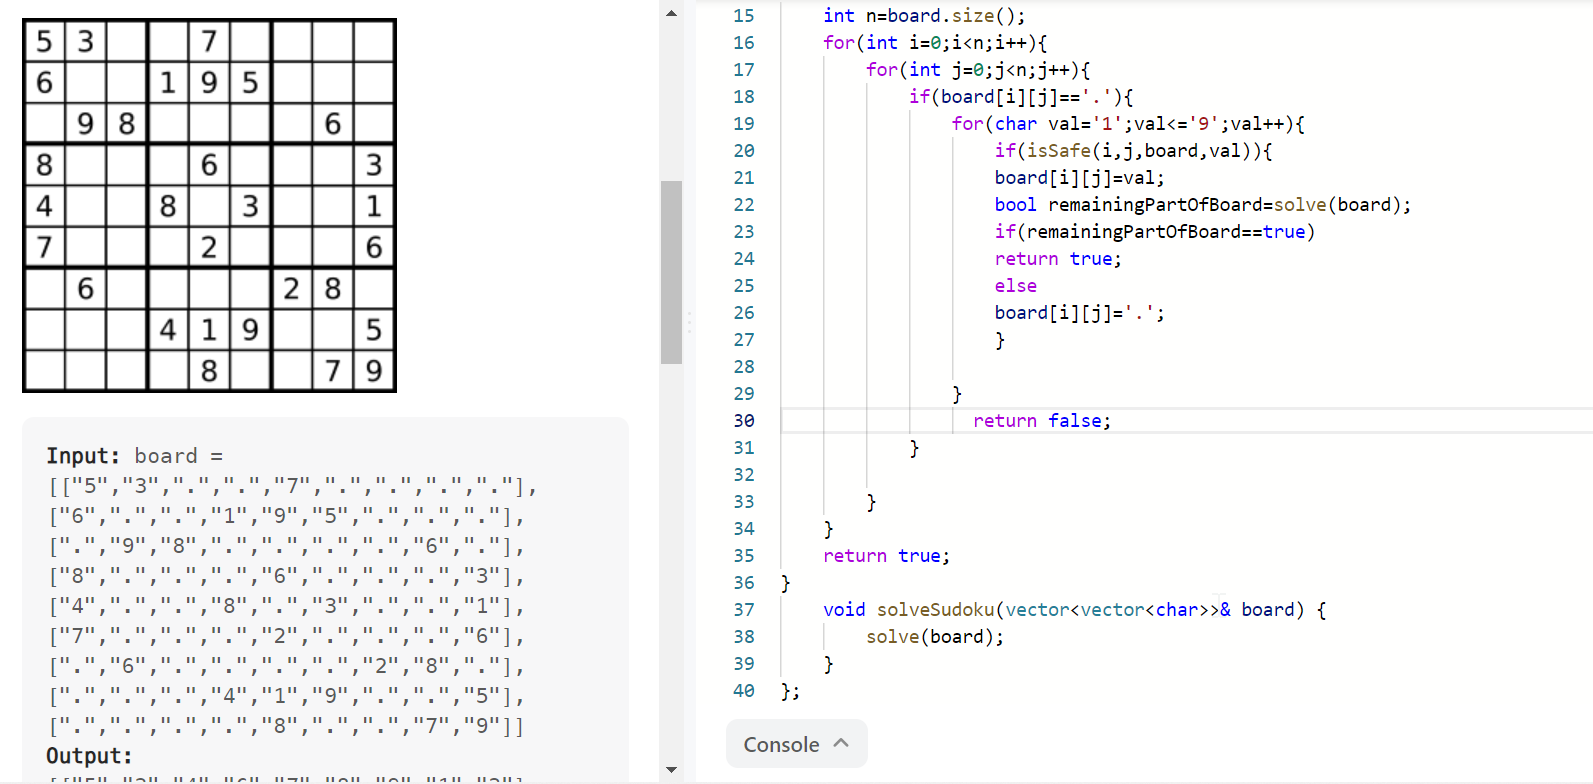 5 3 7
6 1 9 5
9 8 6
8 6 3
4 8 3 1
7 2 6
6 2 8
4 1 9 5
8 7 9
Input: board =
[["5","3",".",".","7",".",".",".","."],
["6",".",".","1","9","5",".",".","."],
[".","9","8",".",".",".",".","6","."],
["8",".",".",".","6",".",".",".","3"],
["4",".",".","8",".","3",".",".","1"],
["7",".",".",".","2",".",".",".","6"],
[".","6",".",".",".",".","2","8","."],
[".",".",".","4","1","9",".",".","5"],
[".",".",".",".","8",".",".","7","9"]]
Output:
15 int n=board.size();
16 for(int i=0;i<n;i++){
17 for(int j=0;j<n;j++){
18 if(board[i][j]=='.'){
19 for(char val='1';val<='9';val++){
20 if(isSafe(i,j,board,val)){
21 board[i][j]=val;
22 bool remainingPartOfBoard=solve(board);
23 if(remainingPartOfBoard==true)
24 return true;
25 else
26 board[i][j]='.';
27 }
28
29 }
30 return false;
31 }
32
33 }
34 }
35 return true;
36 }
37 void solveSudoku(vector<vector<char>>& board) {
38 solve(board);
39 }
40 };
Console